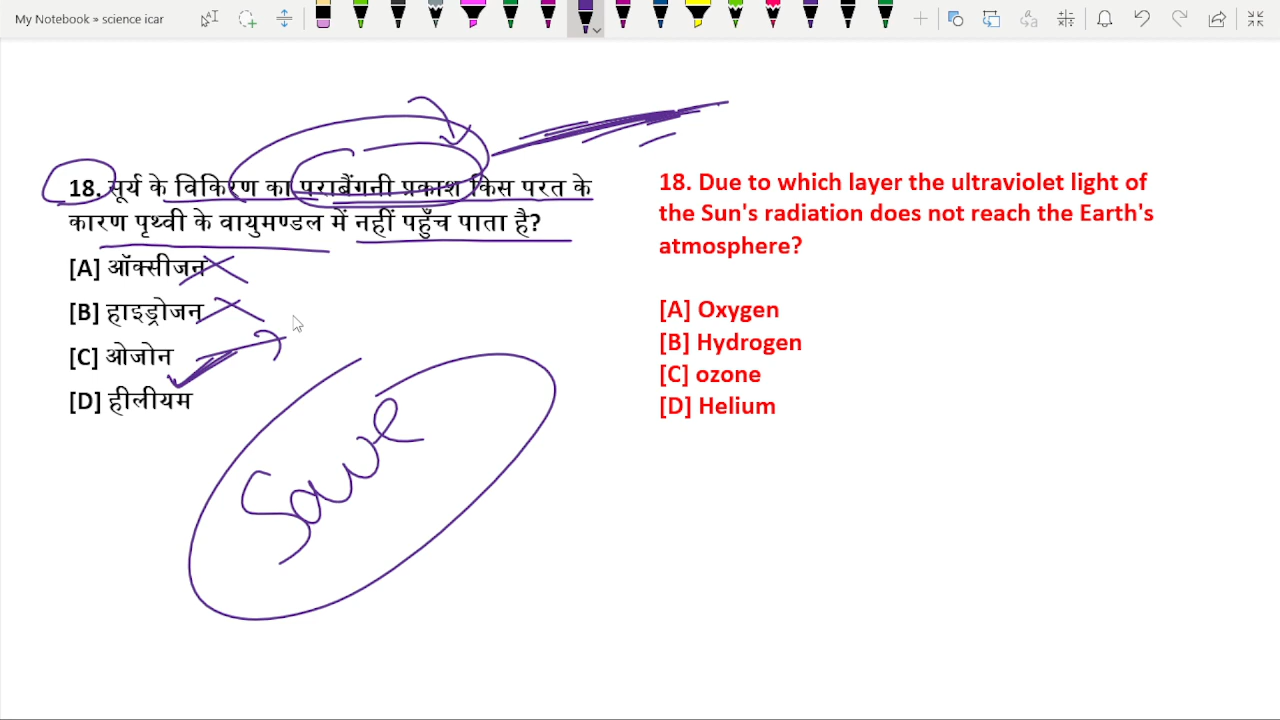 My Notebook » science icar
18. सूर्य के विकिरण का पराबैंगनी प्रकाश किस परत के
कारण पृथ्वी के वायुमण्डल में नहीं पहुँच पाता है?
[A] ऑक्सीजन
[B] हाइड्रोजन
[C] ओजोन
[D] हीलीयम
Save
18. Due to which layer the ultraviolet light of
the Sun's radiation does not reach the Earth's
atmosphere?
[A] Oxygen
[B] Hydrogen
[C] ozone
[D] Helium